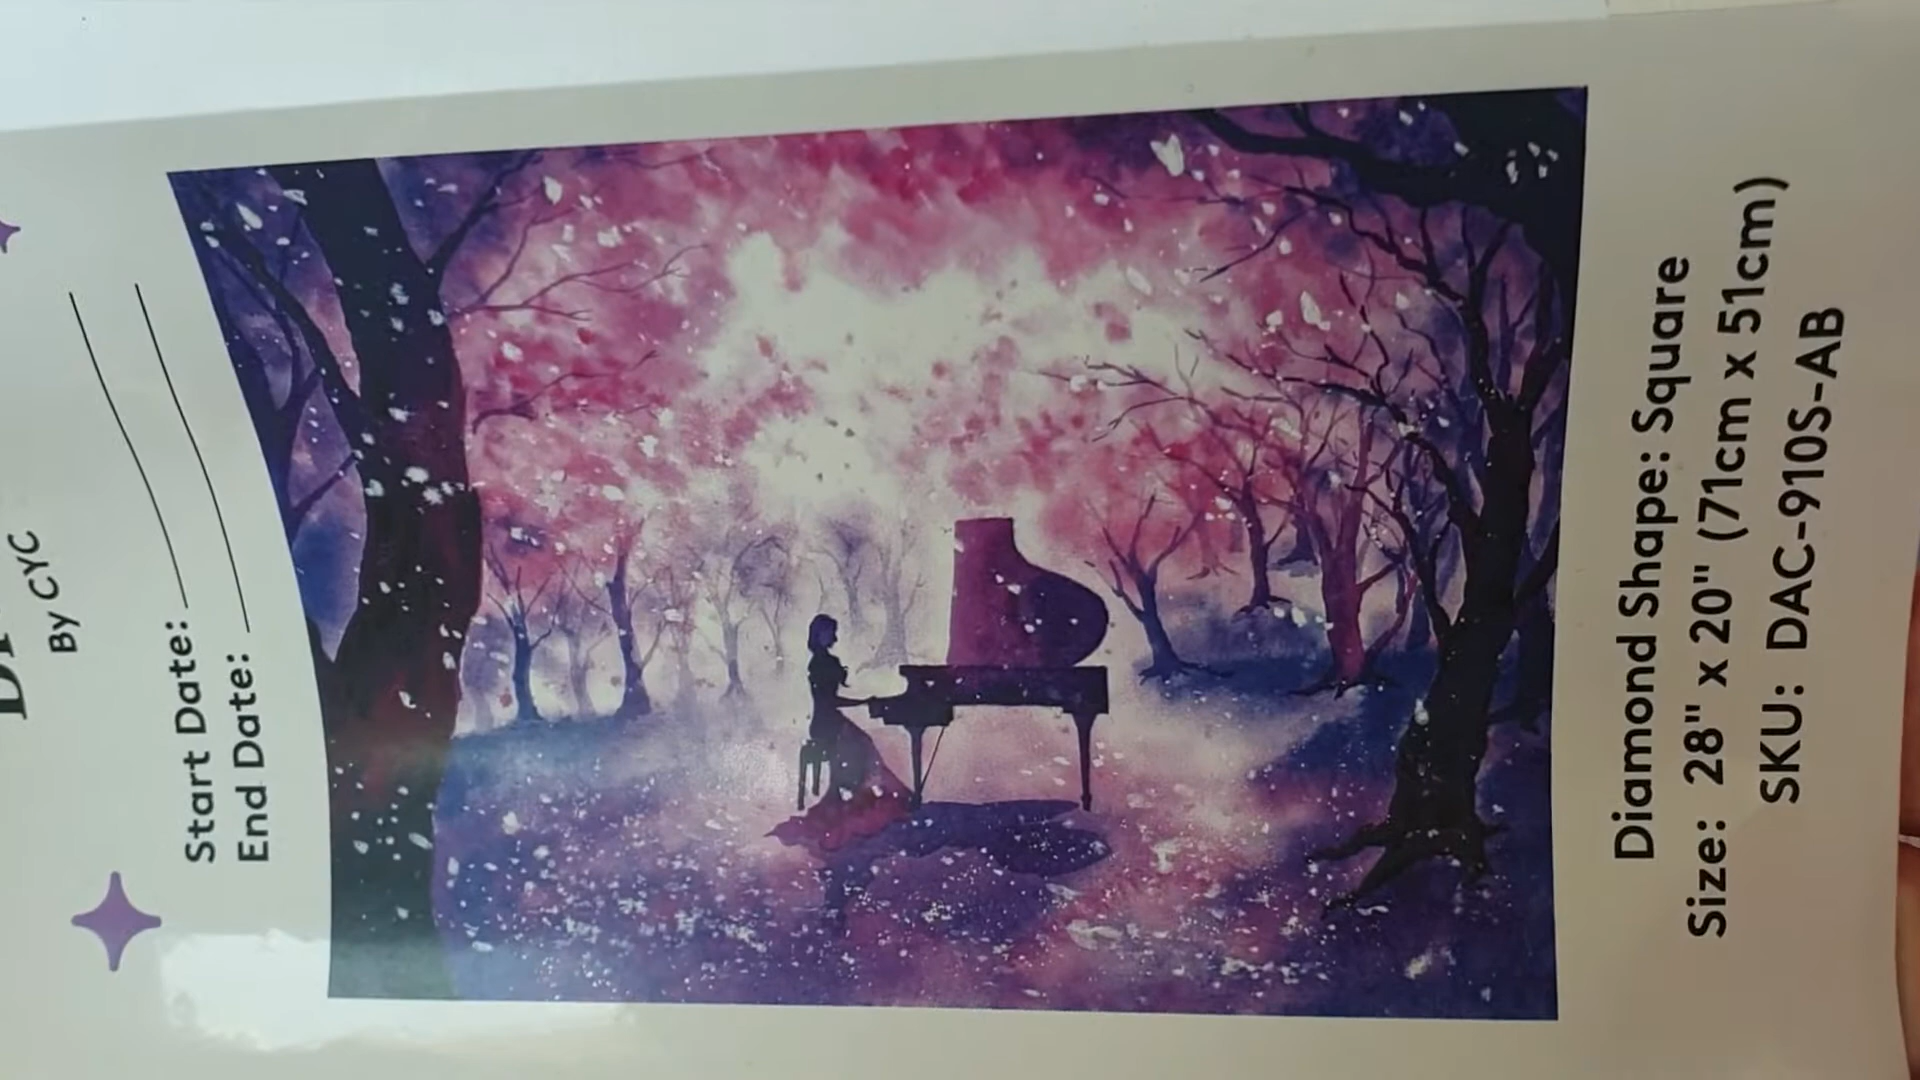 By CYC
Start Date:
End Date:
Diamond Shape: Square
Size: 28" x 20" (71cm x 51cm)
SKU: DAC-910S-AB